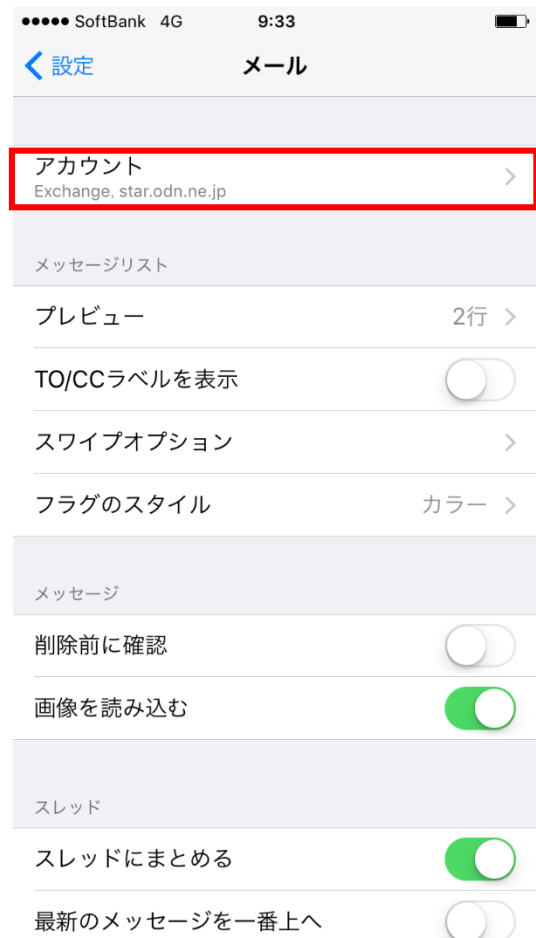 ●●●●● SoftBank 4G 9:33
設定 メール
アカウント
Exchange, star.odn.ne.jp
メッセージリスト
プレビュー 2行
TO/CCラベルを表示
スワイプオプション
フラグのスタイル カラー
メッセージ
削除前に確認
画像を読み込む
スレッド
スレッドにまとめる
最新のメッセージを一番上へ